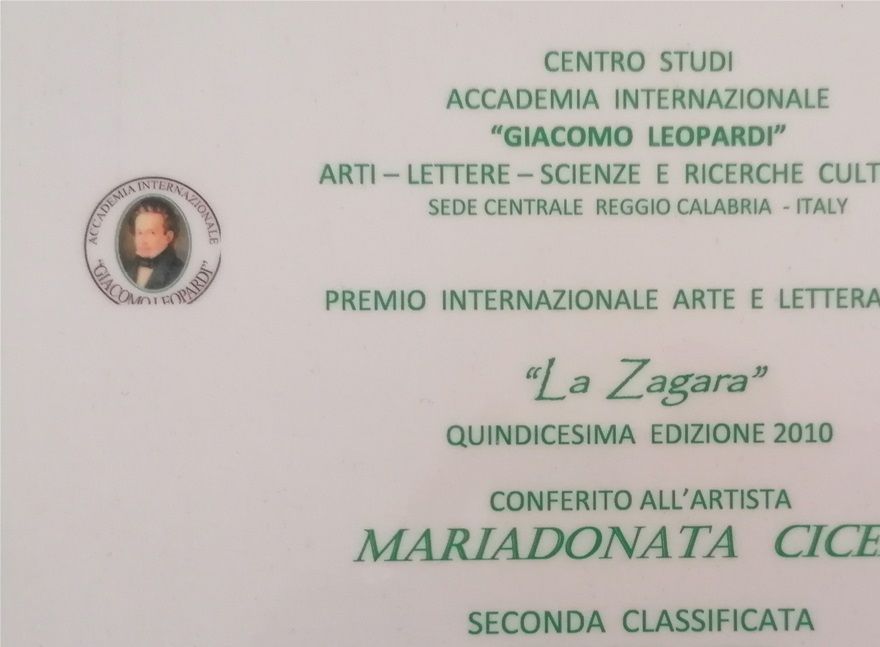 CENTRO STUDI
ACCADEMIA INTERNAZIONALE
“GIACOMO LEOPARDI”
ARTI – LETTERE – SCIENZE E RICERCHE CULT
SEDE CENTRALE REGGIO CALABRIA - ITALY
ACCADEMIA INTERNAZIONALE
“GIACOMO LEOPARDI”
PREMIO INTERNAZIONALE ARTE E LETTERA
“La Zagara”
QUINDICESIMA EDIZIONE 2010
CONFERITO ALL’ARTISTA
MARIADONATA CICE
SECONDA CLASSIFICATA